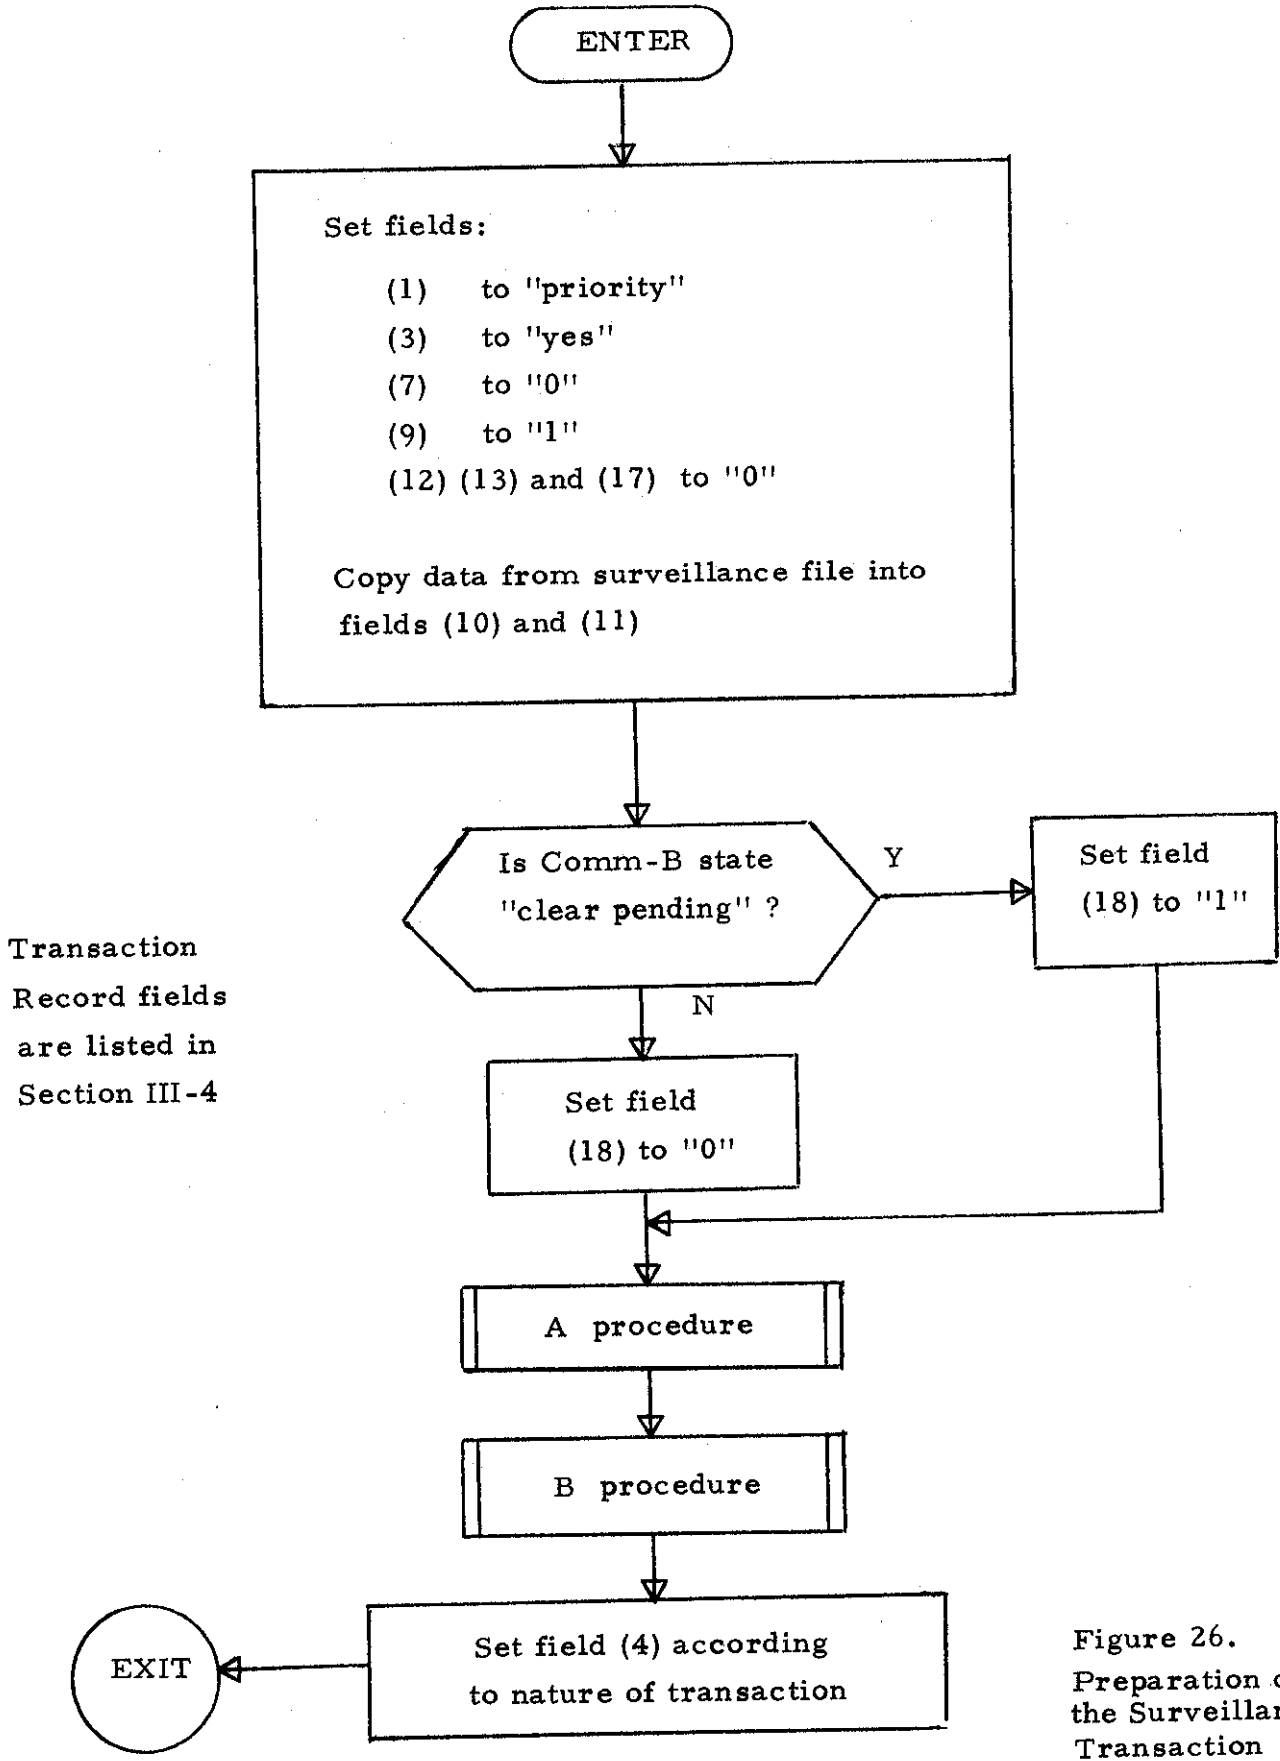 ENTER
Set fields:
(1) to "priority"
(3) to "yes"
(7) to "0"
(9) to "1"
(12) (13) and (17) to "0"
Copy data from surveillance file into
fields (10) and (11)
Is Comm-B state
"clear pending" ?
Y
Set field
(18) to "1"
N
Transaction
Record fields
are listed in
Section III-4
Set field
(18) to "0"
A procedure
B procedure
Set field (4) according
to nature of transaction
EXIT
Figure 26.
Preparation
the
Transaction